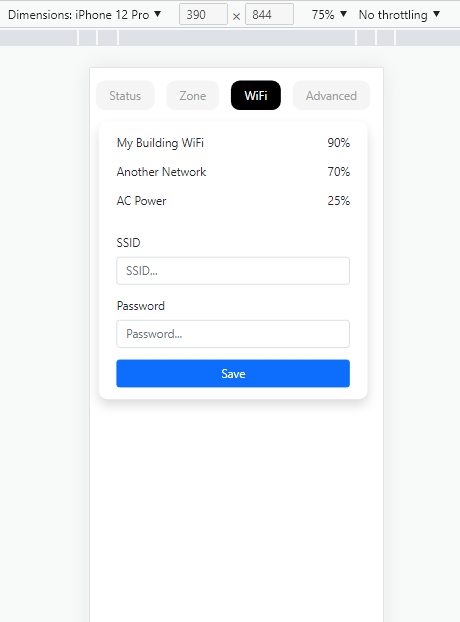 Dimensions: iPhone 12 Pro ▼ 390 × 844 75% ▼ No throttling ▼
Status Zone WiFi Advanced
My Building WiFi 90%
Another Network 70%
AC Power 25%
SSID
SSID...
Password
Password...
Save